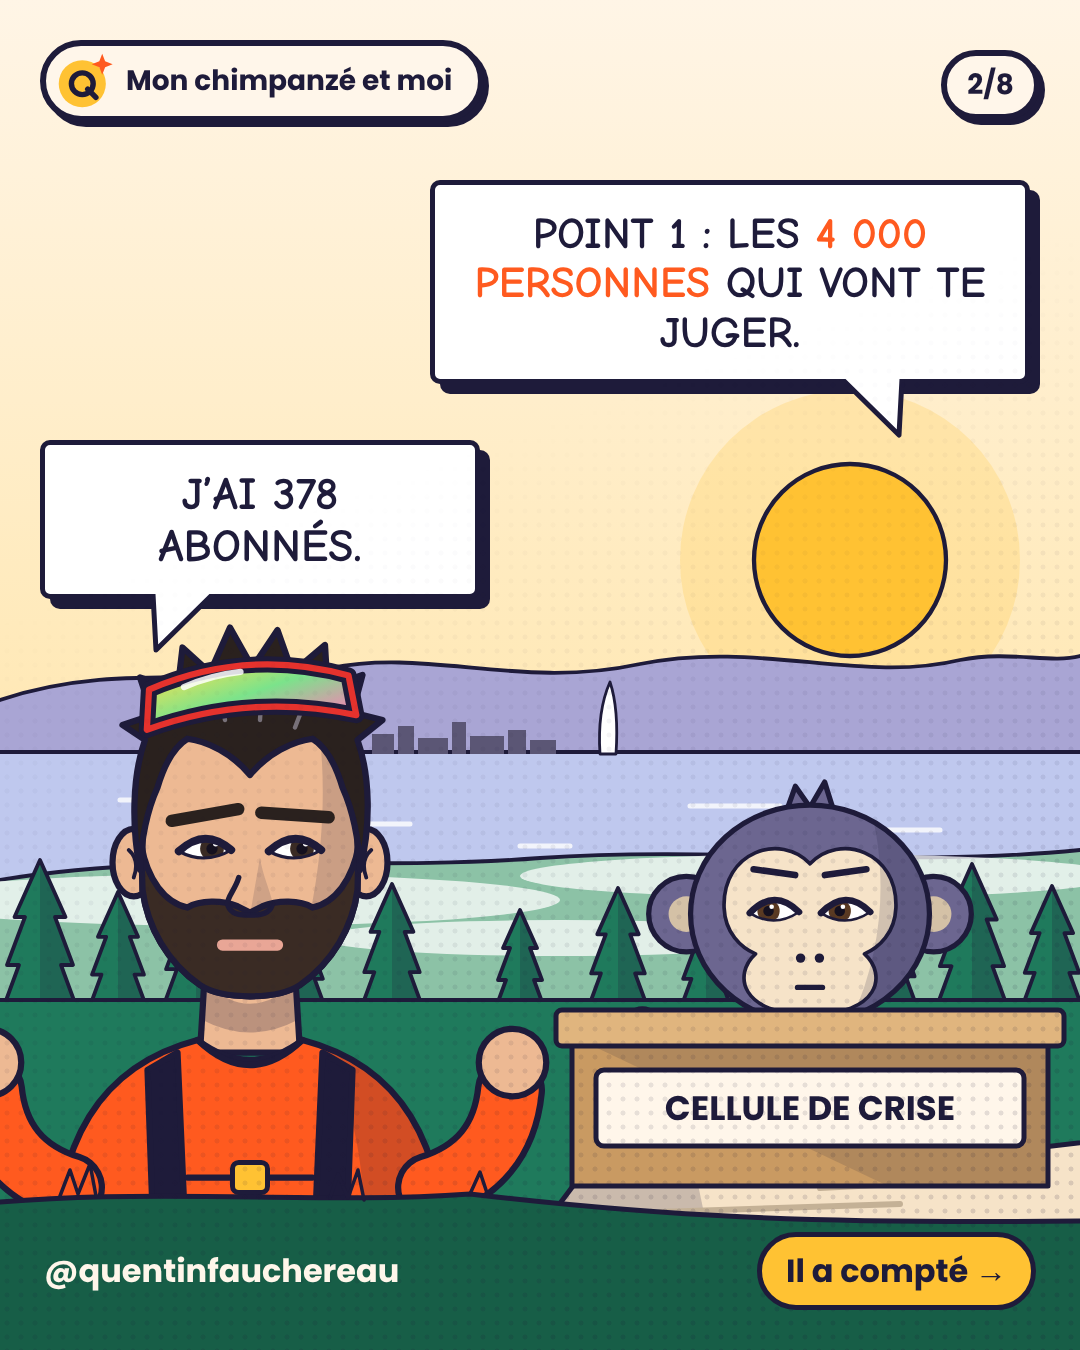 Q
Mon chimpanzé et moi
2/8
POINT 1 : LES 4 000
PERSONNES QUI VONT TE
JUGER.
J'AI 378
ABONNÉS.
CELLULE DE CRISE
@quentinfauchereau
Il a compté →